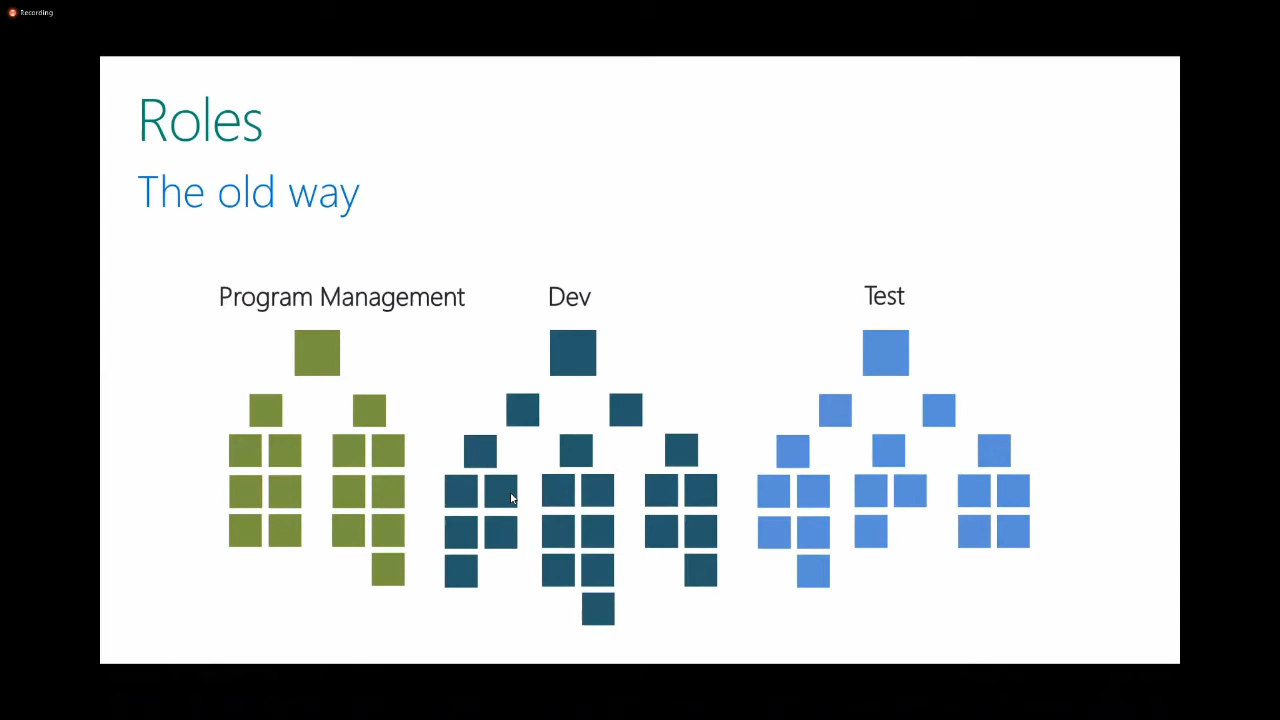 Recording
Roles
The old way
Program Management
Dev
Test